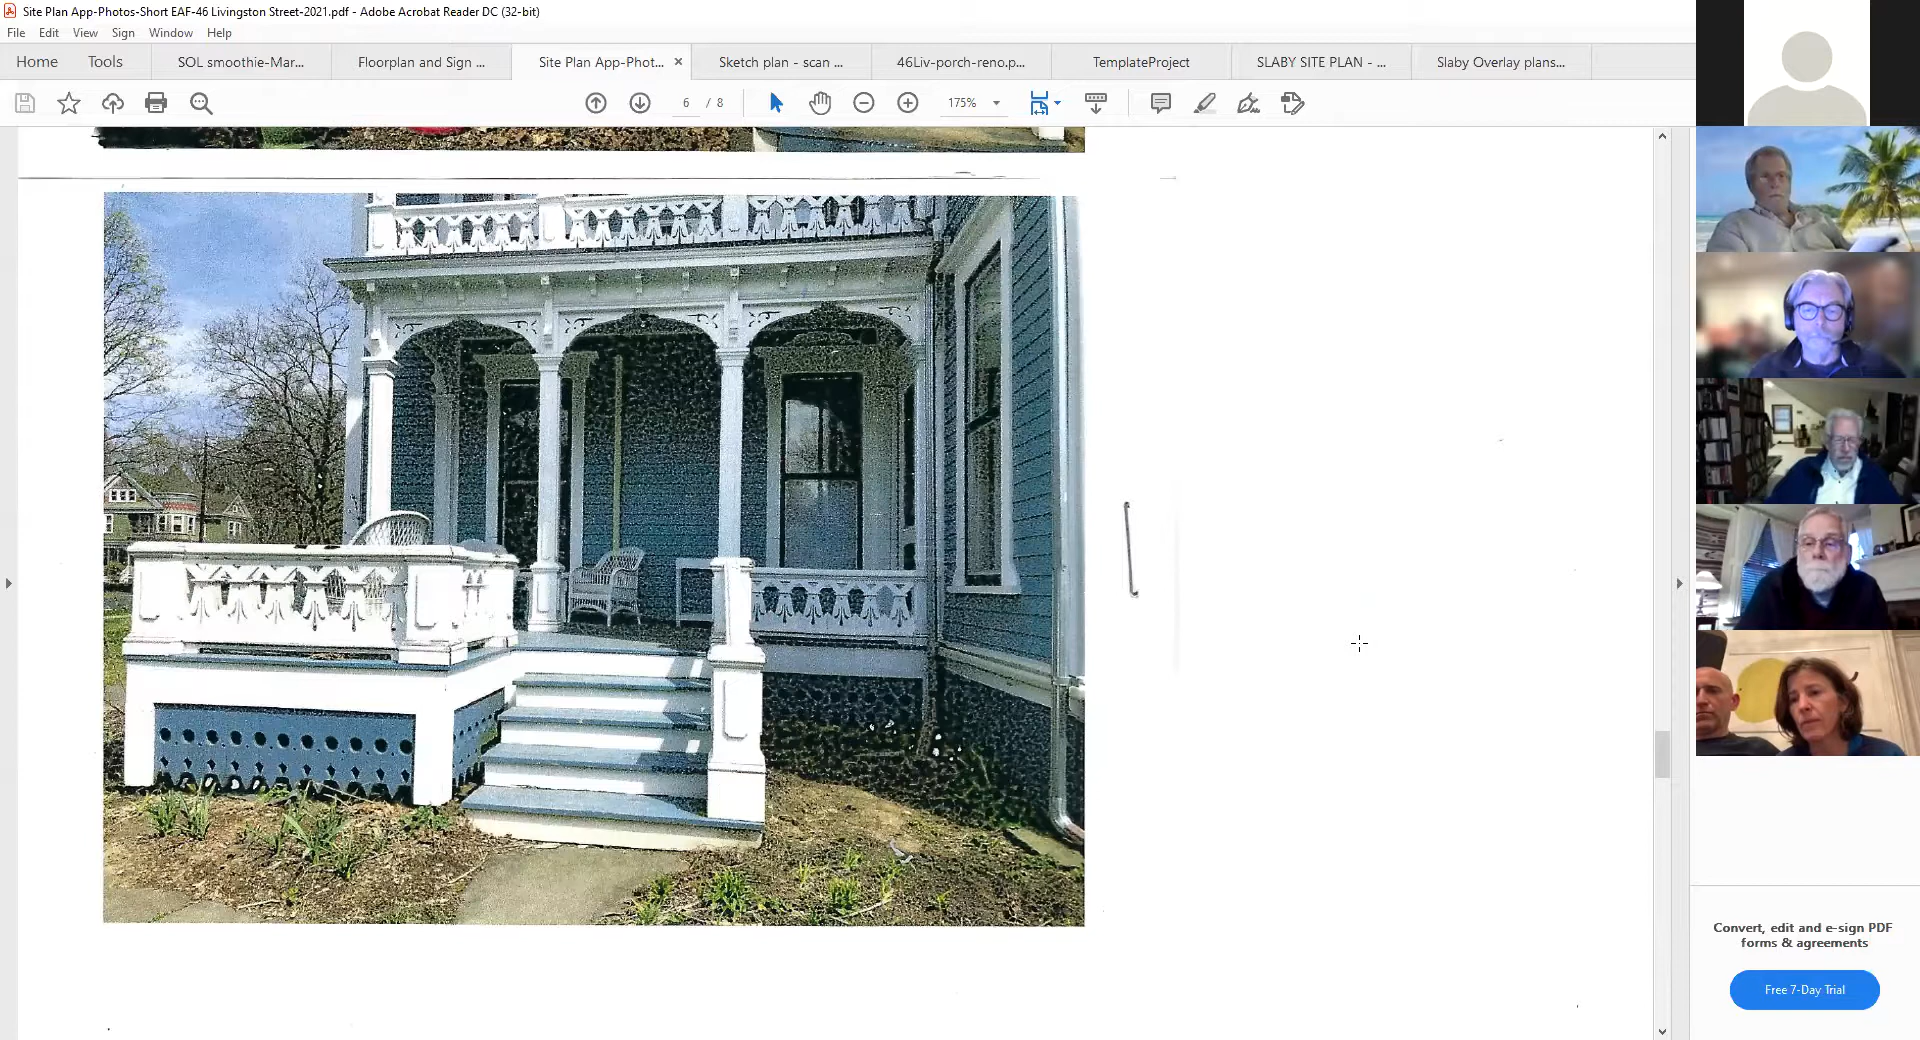 Site Plan App-Photos-Short EAF-46 Livingston Street-2021.pdf - Adobe Acrobat Reader DC (32-bit)
File Edit View Sign Window Help
Home Tools SOL smoothie-Mar... Floorplan and Sign ... Site Plan App-Phot... × Sketch plan - scan ... 46Liv-porch-reno.p... TemplateProject SLABY SITE PLAN - ... Slaby Overlay plans...
6 / 8 175%
Convert, edit and e-sign PDF
forms & agreements
Free 7-Day Trial